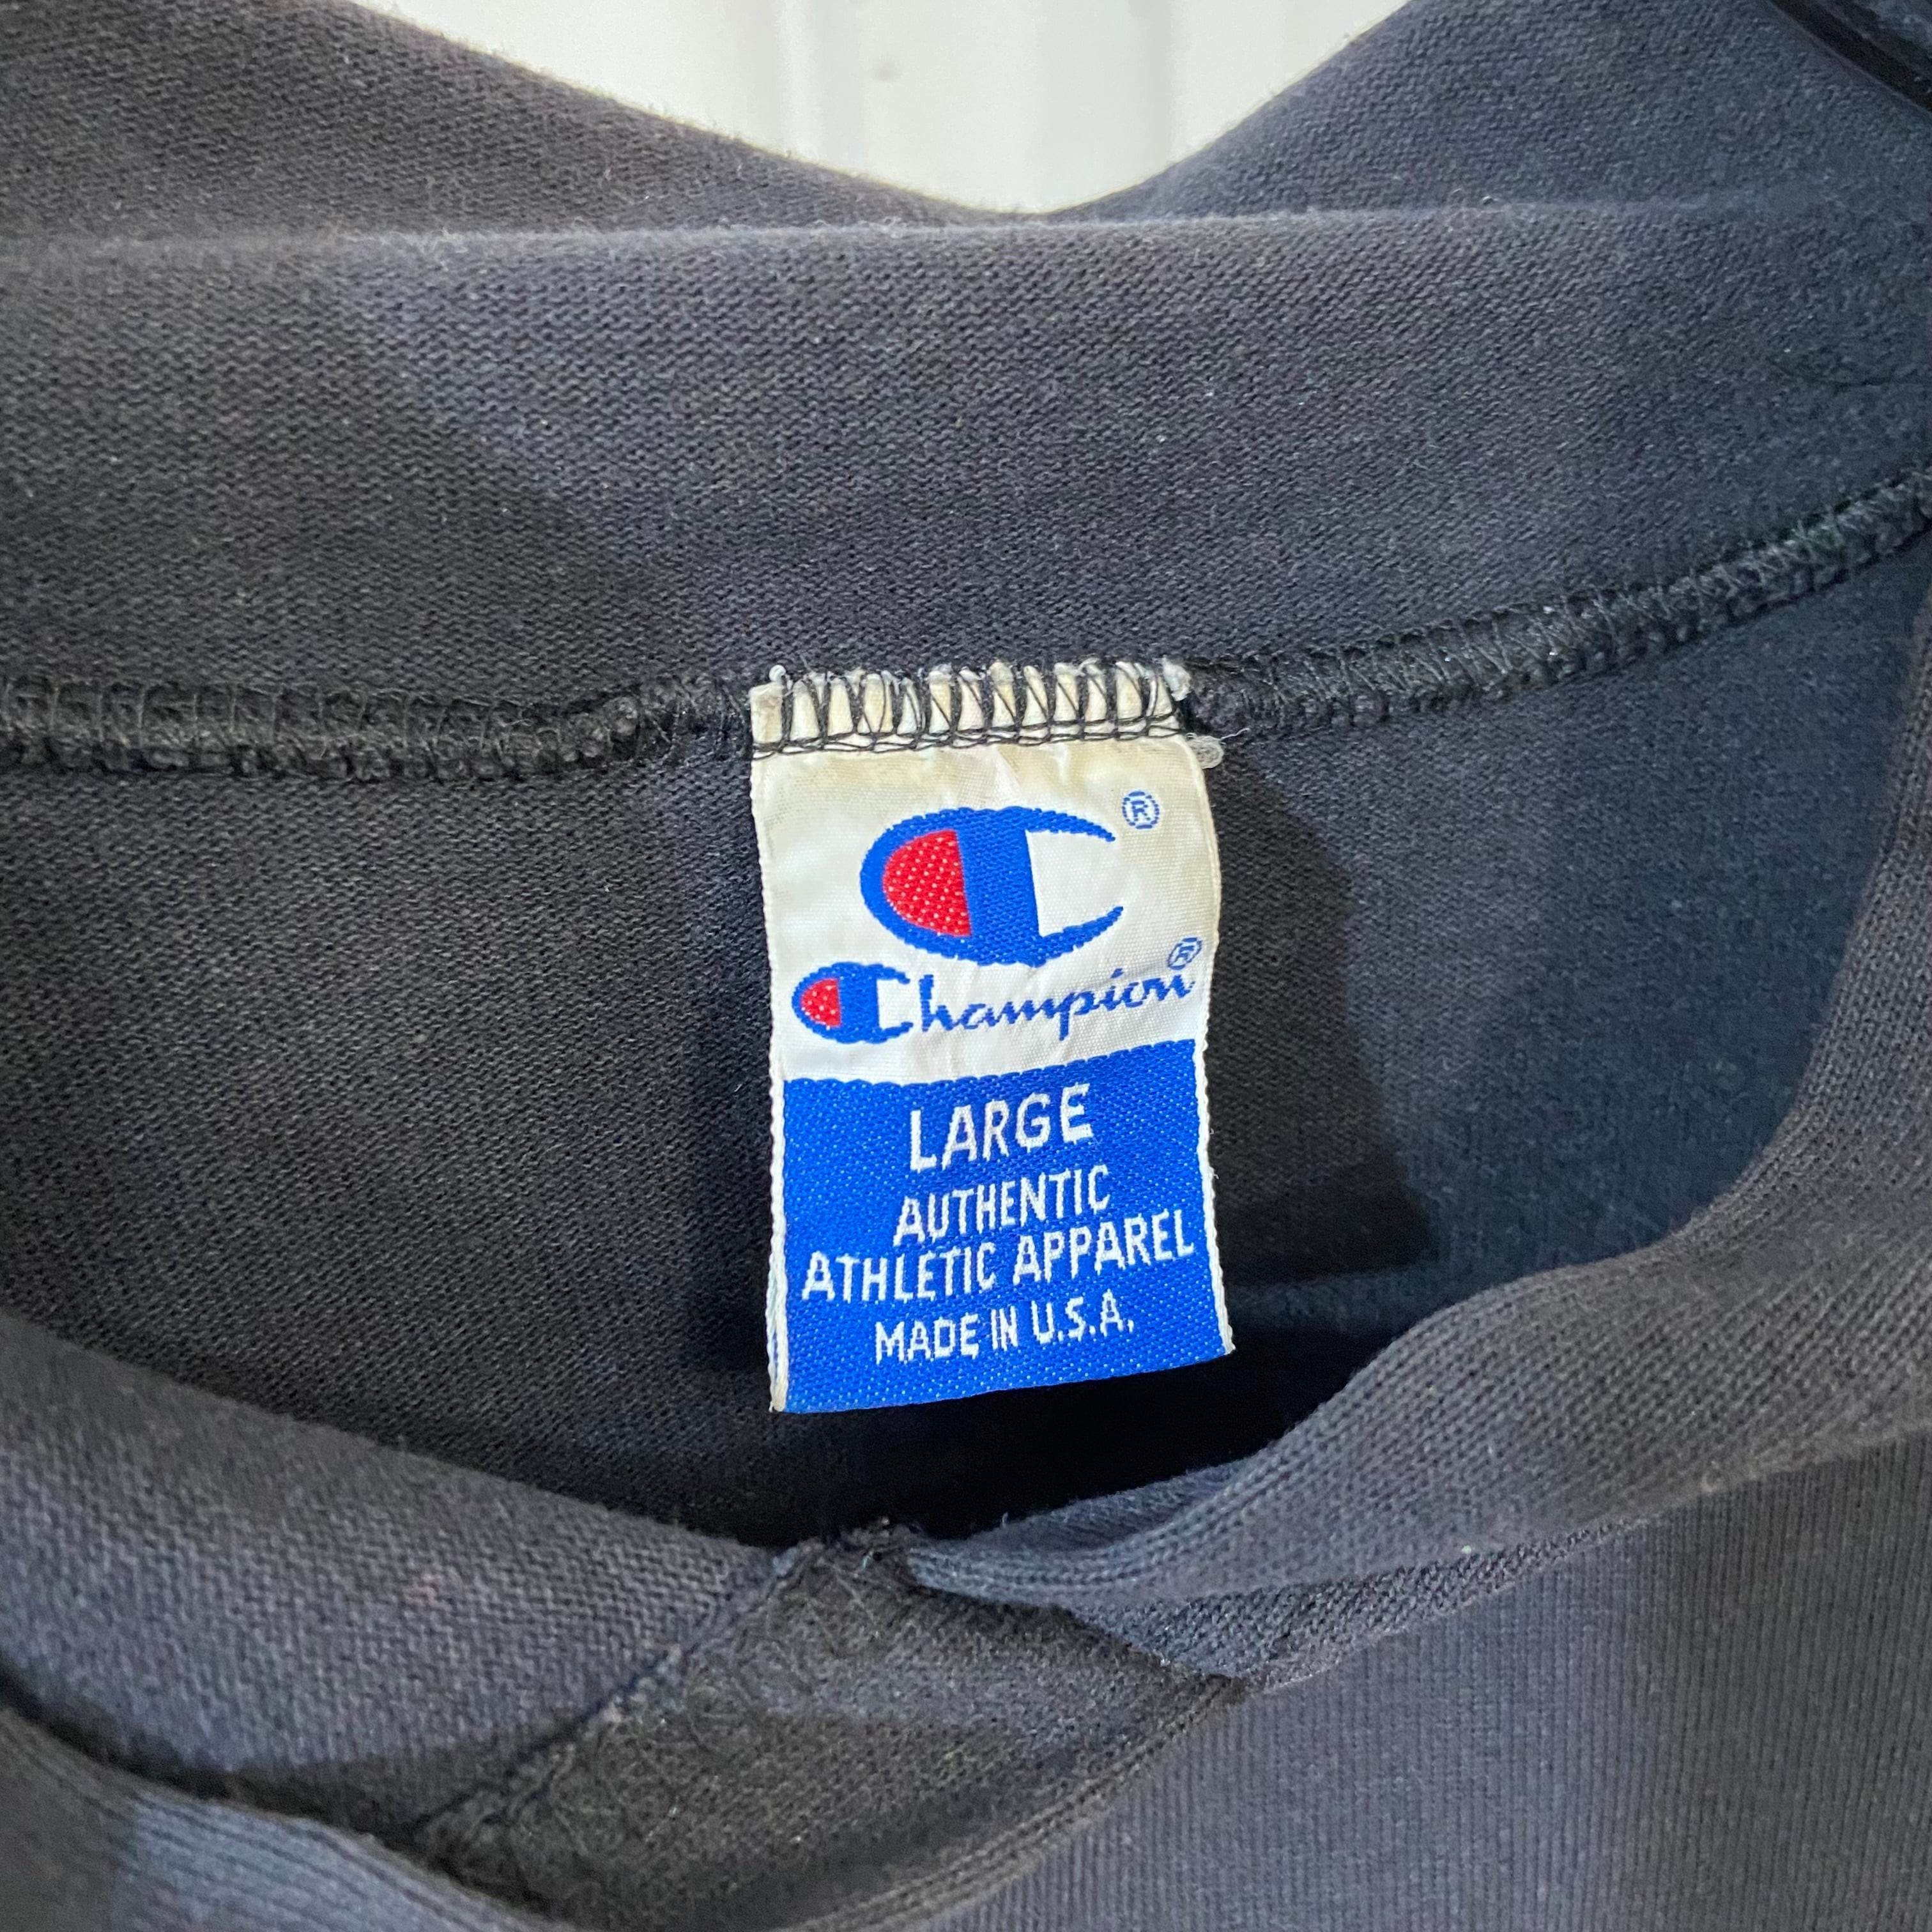 ®
Champion®
LARGE
AUTHENTIC
ATHLETIC APPAREL
MADE IN U.S.A.